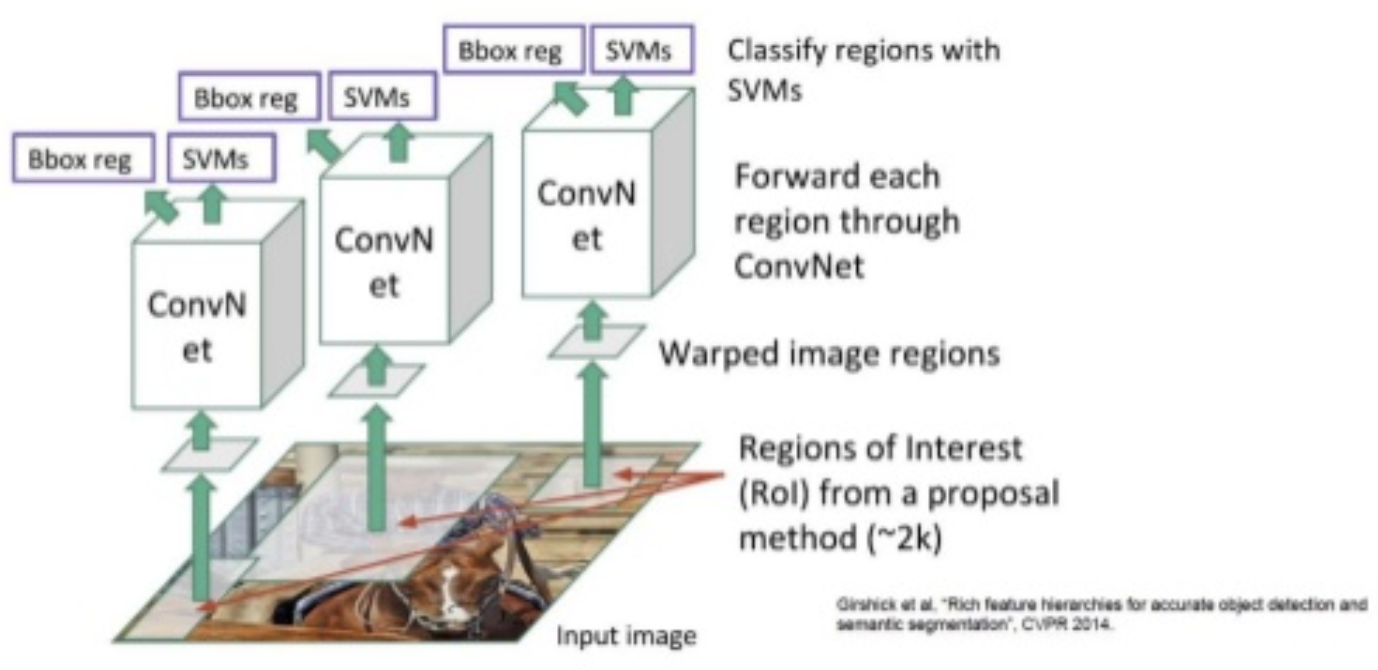 Bbox reg
SVMs
Classify regions with
SVMs
Bbox reg
SVMs
Bbox reg
SVMs
Forward each
region through
ConvNet
ConvN
et
ConvN
et
ConvN
et
Warped image regions
Regions of Interest
(RoI) from a proposal
method (~2k)
Input image
Girshick et al, "Rich feature hierarchies for accurate object detection and
semantic segmentation", CVPR 2014.